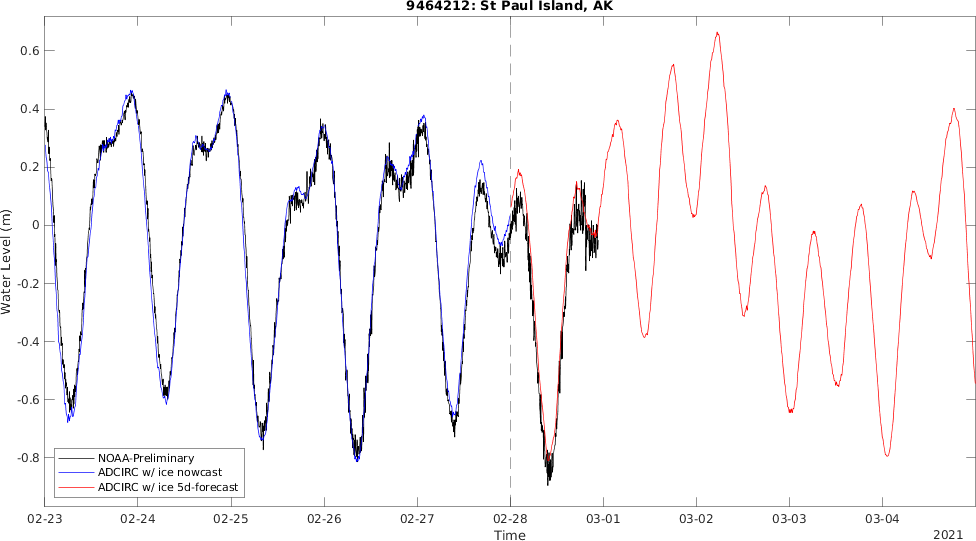 9464212: St Paul Island, AK
Water Level (m)
0.6
0.4
0.2
0
-0.2
-0.4
-0.6
-0.8
NOAA-Preliminary
ADCIRC w/ ice nowcast
ADCIRC w/ ice 5d-forecast
02-23 02-24 02-25 02-26 02-27 02-28 03-01 03-02 03-03 03-04
Time
2021